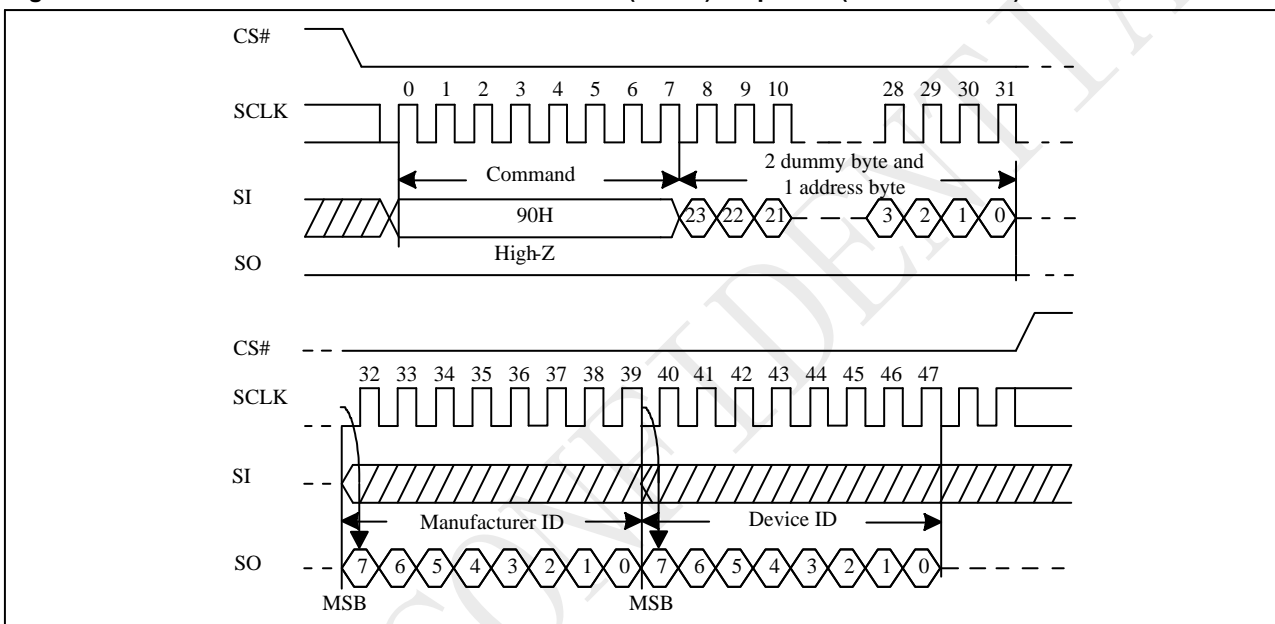 CS#
0 1 2 3 4 5 6 7 8 9 10 28 29 30 31
SCLK
Command
2 dummy byte and
1 address byte
SI
90H
23 22 21 3 2 1 0
High-Z
SO
CS#
32 33 34 35 36 37 38 39 40 41 42 43 44 45 46 47
SCLK
SI
Manufacturer ID
Device ID
SO
7 6 5 4 3 2 1 0 7 6 5 4 3 2 1 0
MSB
MSB